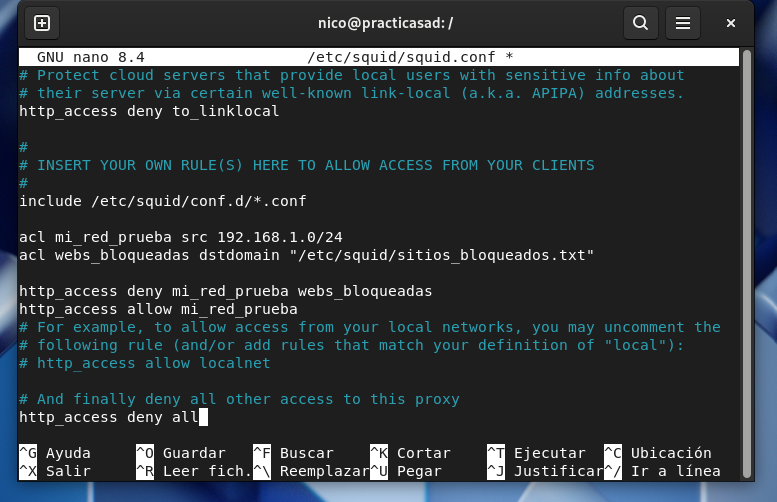 nico@practicasad: /
GNU nano 8.4 /etc/squid/squid.conf *
# Protect cloud servers that provide local users with sensitive info about
# their server via certain well-known link-local (a.k.a. APIPA) addresses.
http_access deny to_linklocal
#
# INSERT YOUR OWN RULE(S) HERE TO ALLOW ACCESS FROM YOUR CLIENTS
#
include /etc/squid/conf.d/*.conf
acl mi_red_prueba src 192.168.1.0/24
acl webs_bloqueadas dstdomain "/etc/squid/sitios_bloqueados.txt"
http_access deny mi_red_prueba webs_bloqueadas
http_access allow mi_red_prueba
# For example, to allow access from your local networks, you may uncomment the
# following rule (and/or add rules that match your definition of "local"):
# http_access allow localnet
# And finally deny all other access to this proxy
http_access deny all
^G Ayuda ^O Guardar ^F Buscar ^K Cortar ^T Ejecutar ^C Ubicación
^X Salir ^R Leer fich. ^\ Reemplazar ^U Pegar ^J Justificar ^/ Ir a línea